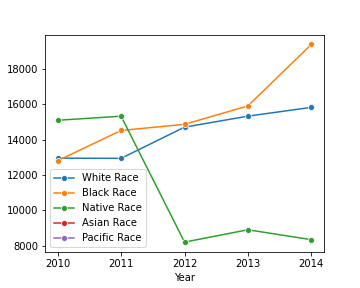 18000
16000
14000
12000
10000
8000
White Race
Black Race
Native Race
Asian Race
Pacific Race
2010 2011 2012 2013 2014
Year